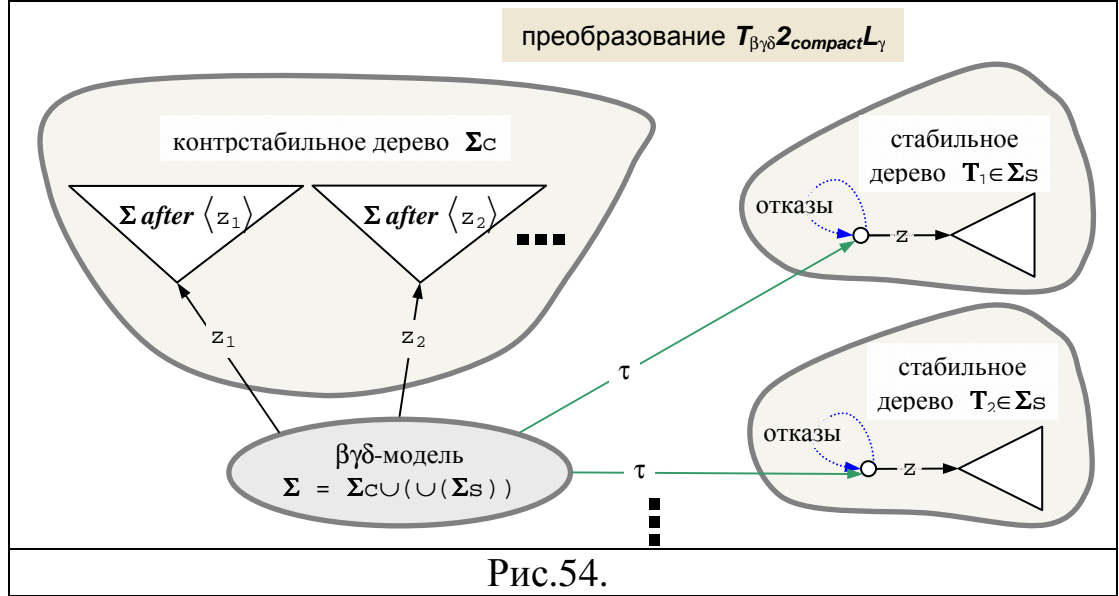 преобразование Tβγδ2compactLγ
контрстабильное дерево Σc
Σ after ⟨z₁⟩
Σ after ⟨z₂⟩
z₁
z₂
стабильное
дерево T₁∈Σs
отказы
z
τ
стабильное
дерево T₂∈Σs
отказы
z
τ
βγδ-модель
Σ = Σc∪(∪(Σs))
Рис.54.